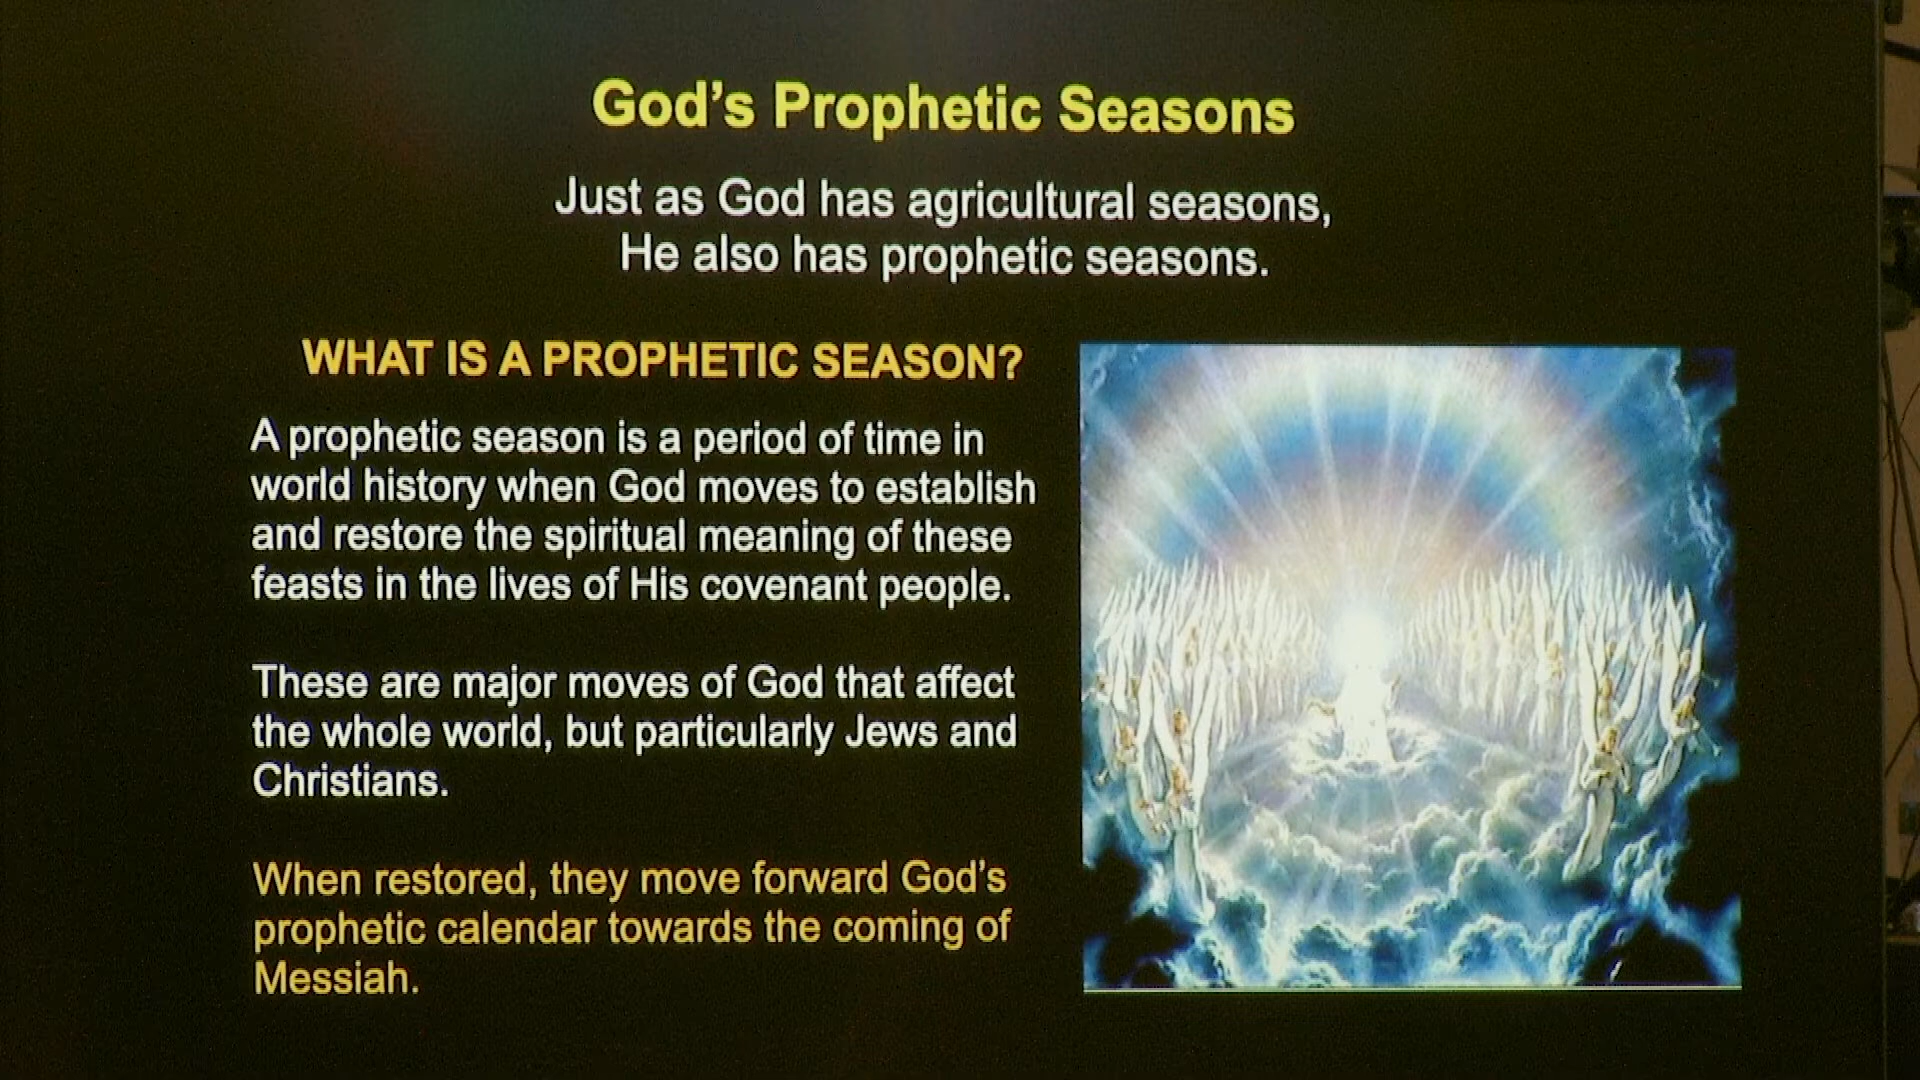 God’s Prophetic Seasons
Just as God has agricultural seasons,
He also has prophetic seasons.
WHAT IS A PROPHETIC SEASON?
A prophetic season is a period of time in
world history when God moves to establish
and restore the spiritual meaning of these
feasts in the lives of His covenant people.
These are major moves of God that affect
the whole world, but particularly Jews and
Christians.
When restored, they move forward God’s
prophetic calendar towards the coming of
Messiah.